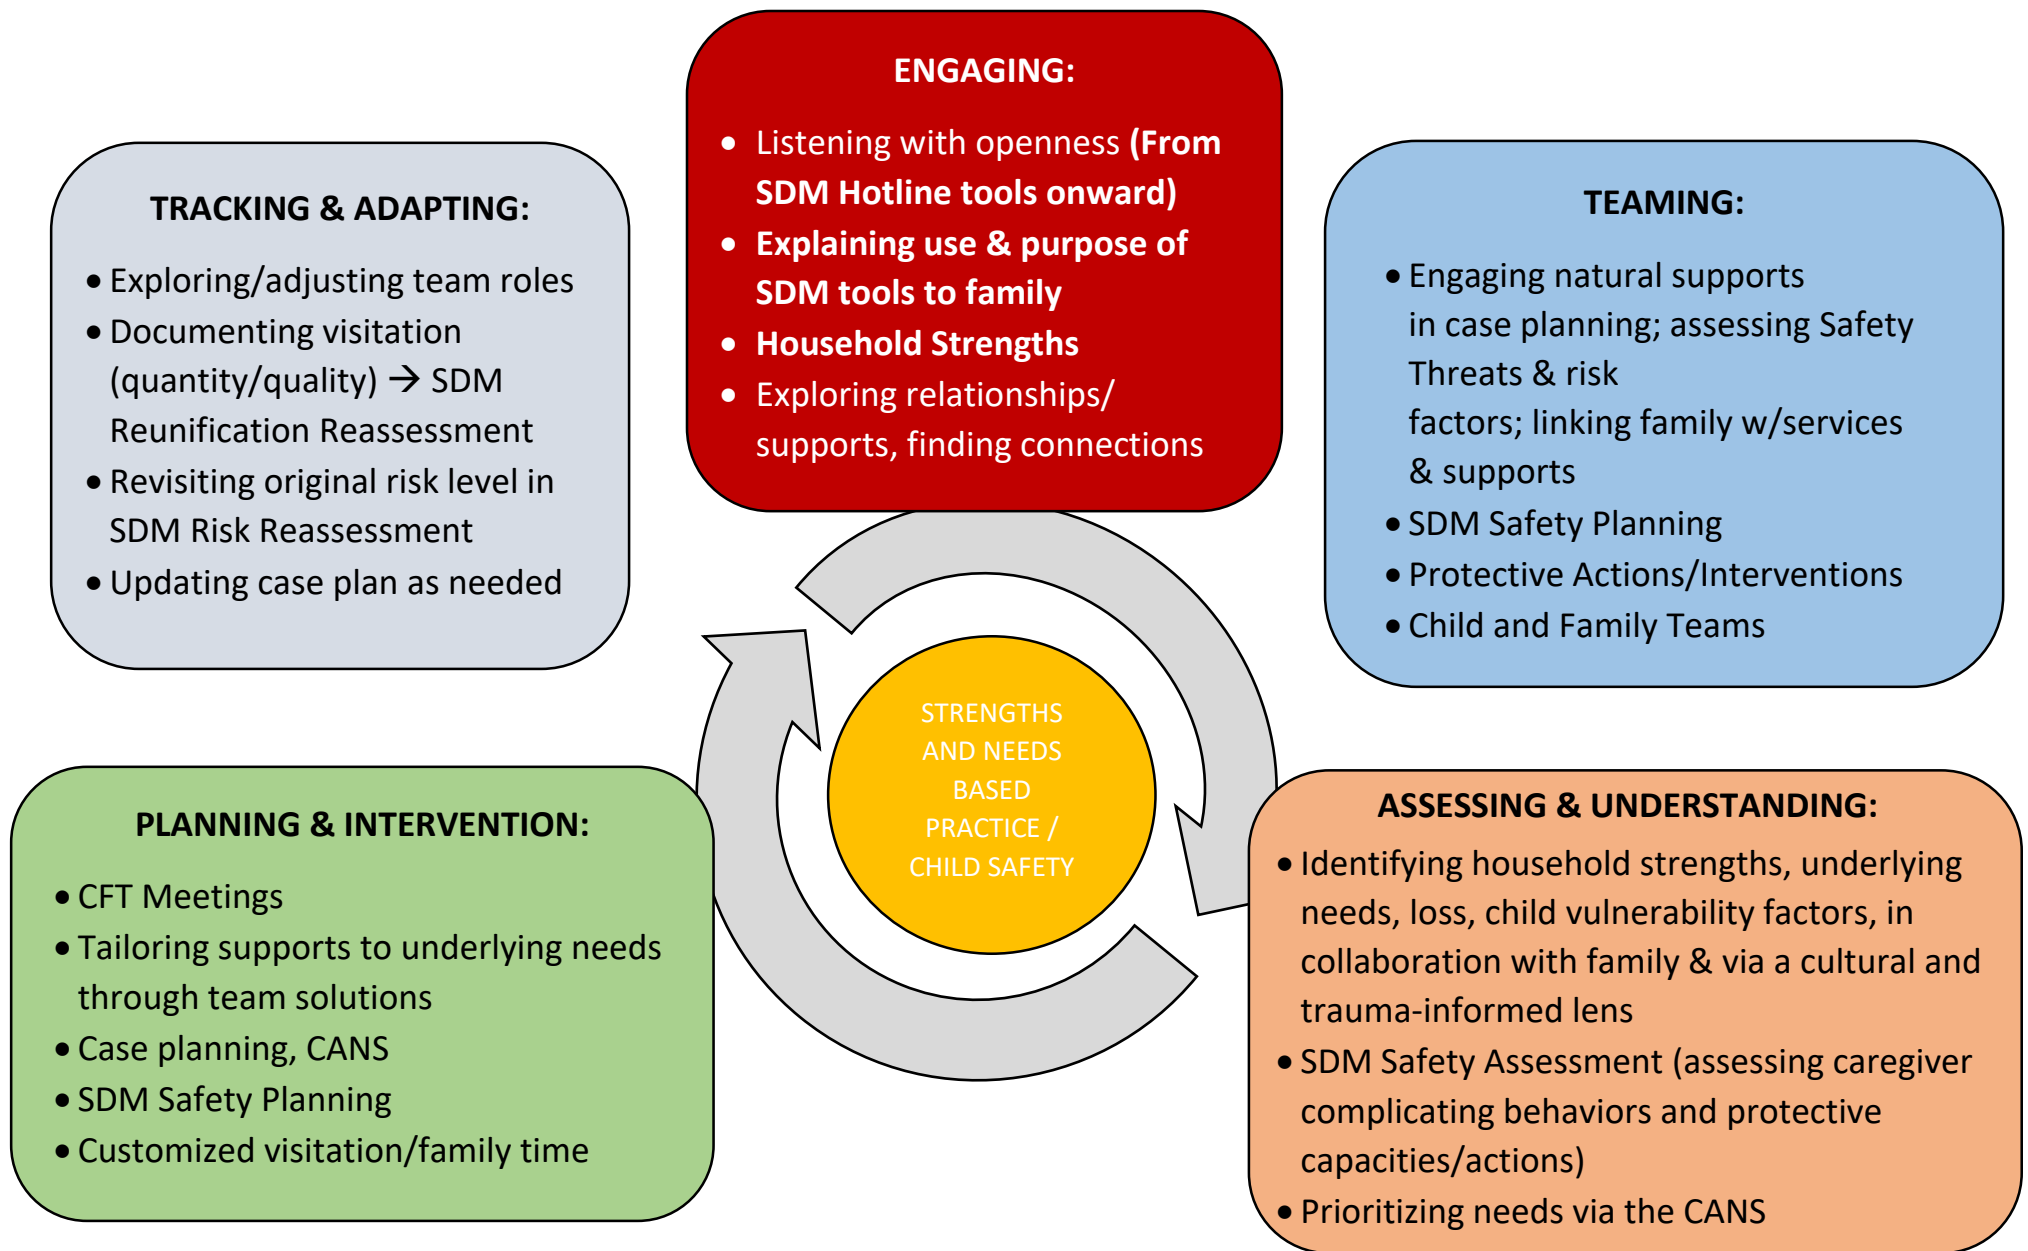 ENGAGING:
• Listening with openness (From
SDM Hotline tools onward)
• Explaining use & purpose of
SDM tools to family
• Household Strengths
• Exploring relationships/
supports, finding connections
TRACKING & ADAPTING:
• Exploring/adjusting team roles
• Documenting visitation
(quantity/quality) → SDM
Reunification Reassessment
• Revisiting original risk level in
SDM Risk Reassessment
• Updating case plan as needed
TEAMING:
• Engaging natural supports
in case planning; assessing Safety
Threats & risk
factors; linking family w/services
& supports
• SDM Safety Planning
• Protective Actions/Interventions
• Child and Family Teams
STRENGTHS
AND NEEDS
BASED
PRACTICE /
CHILD SAFETY
PLANNING & INTERVENTION:
• CFT Meetings
• Tailoring supports to underlying needs
through team solutions
• Case planning, CANS
• SDM Safety Planning
• Customized visitation/family time
ASSESSING & UNDERSTANDING:
• Identifying household strengths, underlying
needs, loss, child vulnerability factors, in
collaboration with family & via a cultural and
trauma-informed lens
• SDM Safety Assessment (assessing caregiver
complicating behaviors and protective
capacities/actions)
• Prioritizing needs via the CANS